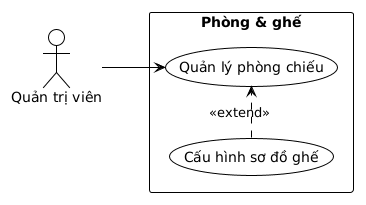 Phòng & ghế
Quản lý phòng chiếu
Quản trị viên
«extend»
Cấu hình sơ đồ ghế